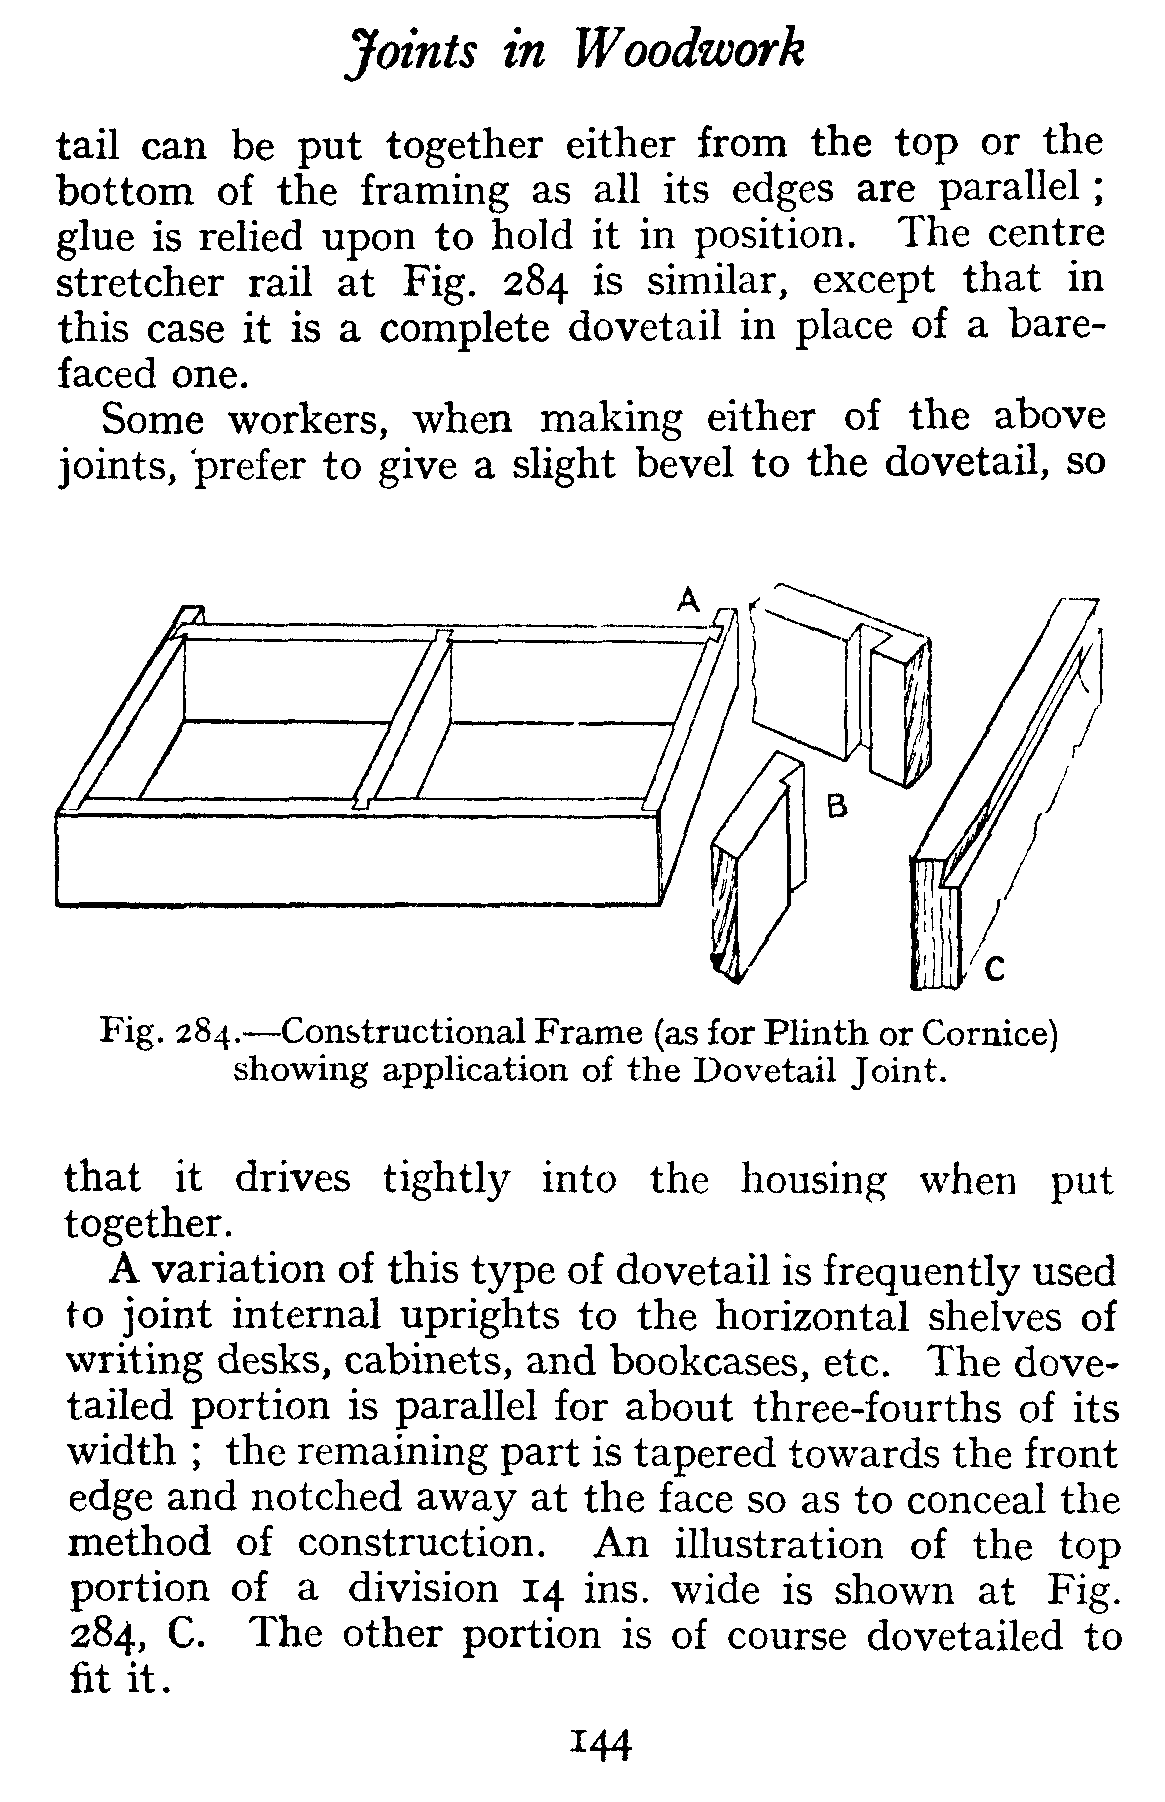 Joints in Woodwork
tail can be put together either from the top or the
bottom of the framing as all its edges are parallel ;
glue is relied upon to hold it in position. The centre
stretcher rail at Fig. 284 is similar, except that in
this case it is a complete dovetail in place of a bare-
faced one.
Some workers, when making either of the above
joints, prefer to give a slight bevel to the dovetail, so
A
B
C
Fig. 284.—Constructional Frame (as for Plinth or Cornice)
showing application of the Dovetail Joint.
that it drives tightly into the housing when put
together.
A variation of this type of dovetail is frequently used
to joint internal uprights to the horizontal shelves of
writing desks, cabinets, and bookcases, etc. The dove-
tailed portion is parallel for about three-fourths of its
width ; the remaining part is tapered towards the front
edge and notched away at the face so as to conceal the
method of construction. An illustration of the top
portion of a division 14 ins. wide is shown at Fig.
284, C. The other portion is of course dovetailed to
fit it.
144